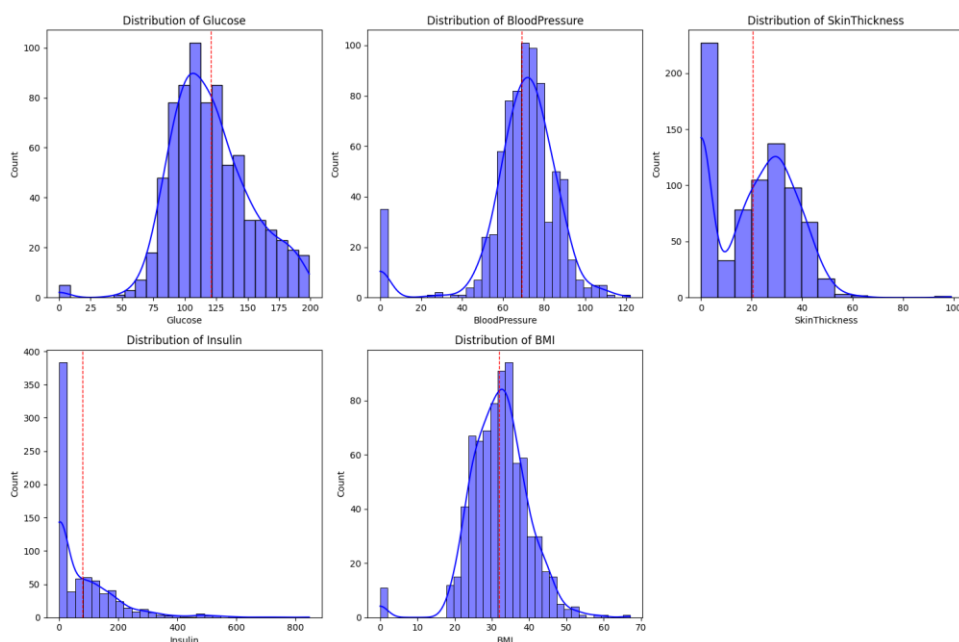 Distribution of Glucose
Count
100
80
60
40
20
0
0 25 50 75 100 125 150 175 200
Glucose
Distribution of BloodPressure
Count
100
80
60
40
20
0
0 20 40 60 80 100 120
BloodPressure
Distribution of SkinThickness
Count
200
150
100
50
0
0 20 40 60 80 100
SkinThickness
Distribution of Insulin
Count
400
350
300
250
200
150
100
50
0
0 200 400 600 800
Insulin
Distribution of BMI
Count
80
60
40
20
0
0 10 20 30 40 50 60 70
BMI